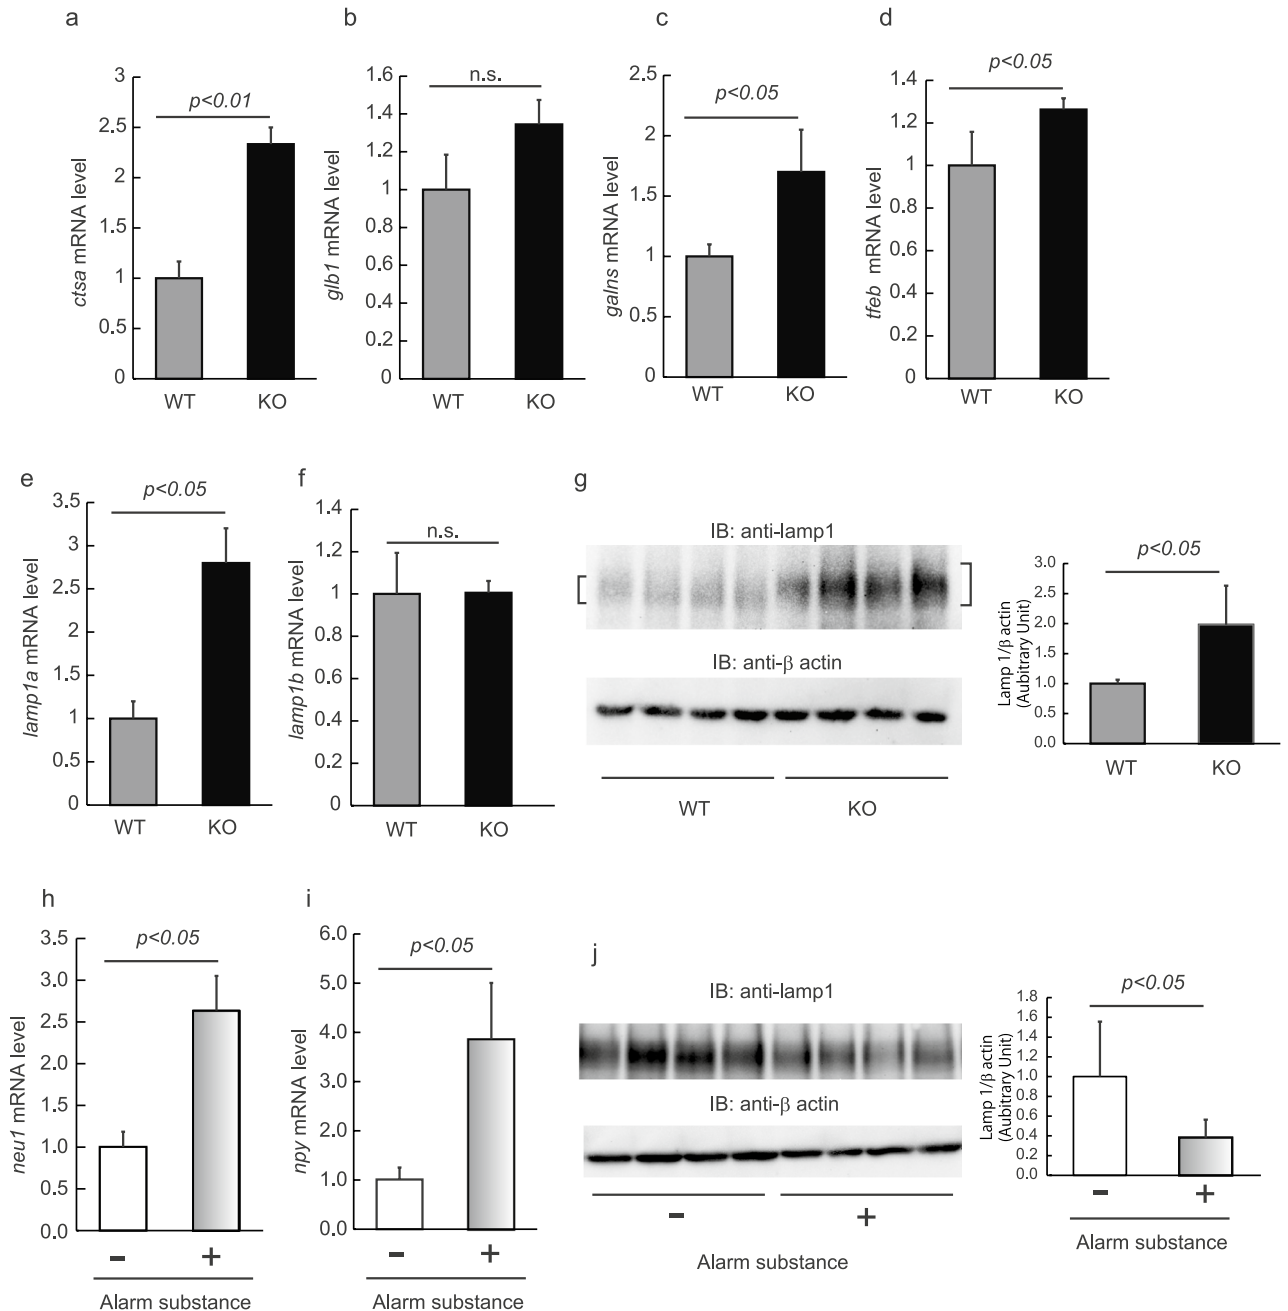 a
p<0.01
3
2.5
2
1.5
1
0.5
0
ctsa mRNA level
WT
KO
b
n.s.
1.6
1.4
1.2
1
0.8
0.6
0.4
0.2
0
glb1 mRNA level
WT
KO
c
p<0.05
2.5
2
1.5
1
0.5
0
galns mRNA level
WT
KO
d
p<0.05
1.4
1.2
1
0.8
0.6
0.4
0.2
0
tfeb mRNA level
WT
KO
e
p<0.05
3.5
3
2.5
2
1.5
1
0.5
0
lamp1a mRNA level
WT
KO
f
n.s.
1.4
1.2
1
0.8
0.6
0.4
0.2
0
lamp1b mRNA level
WT
KO
g
IB: anti-lamp1
IB: anti-β actin
WT
KO
p<0.05
3.0
2.5
2.0
1.5
1.0
0.5
0.0
Lamp 1/β actin
(Aubitrary Unit)
WT
KO
h
p<0.05
3.5
3.0
2.5
2.0
1.5
1.0
0.5
0.0
neu1 mRNA level
− +
Alarm substance
i
p<0.05
6.0
5.0
4.0
3.0
2.0
1.0
0.0
npy mRNA level
− +
Alarm substance
j
IB: anti-lamp1
IB: anti-β actin
− +
Alarm substance
p<0.05
1.8
1.6
1.4
1.2
1.0
0.8
0.6
0.4
0.2
0.0
Lamp 1/β actin
(Aubitrary Unit)
− +
Alarm substance